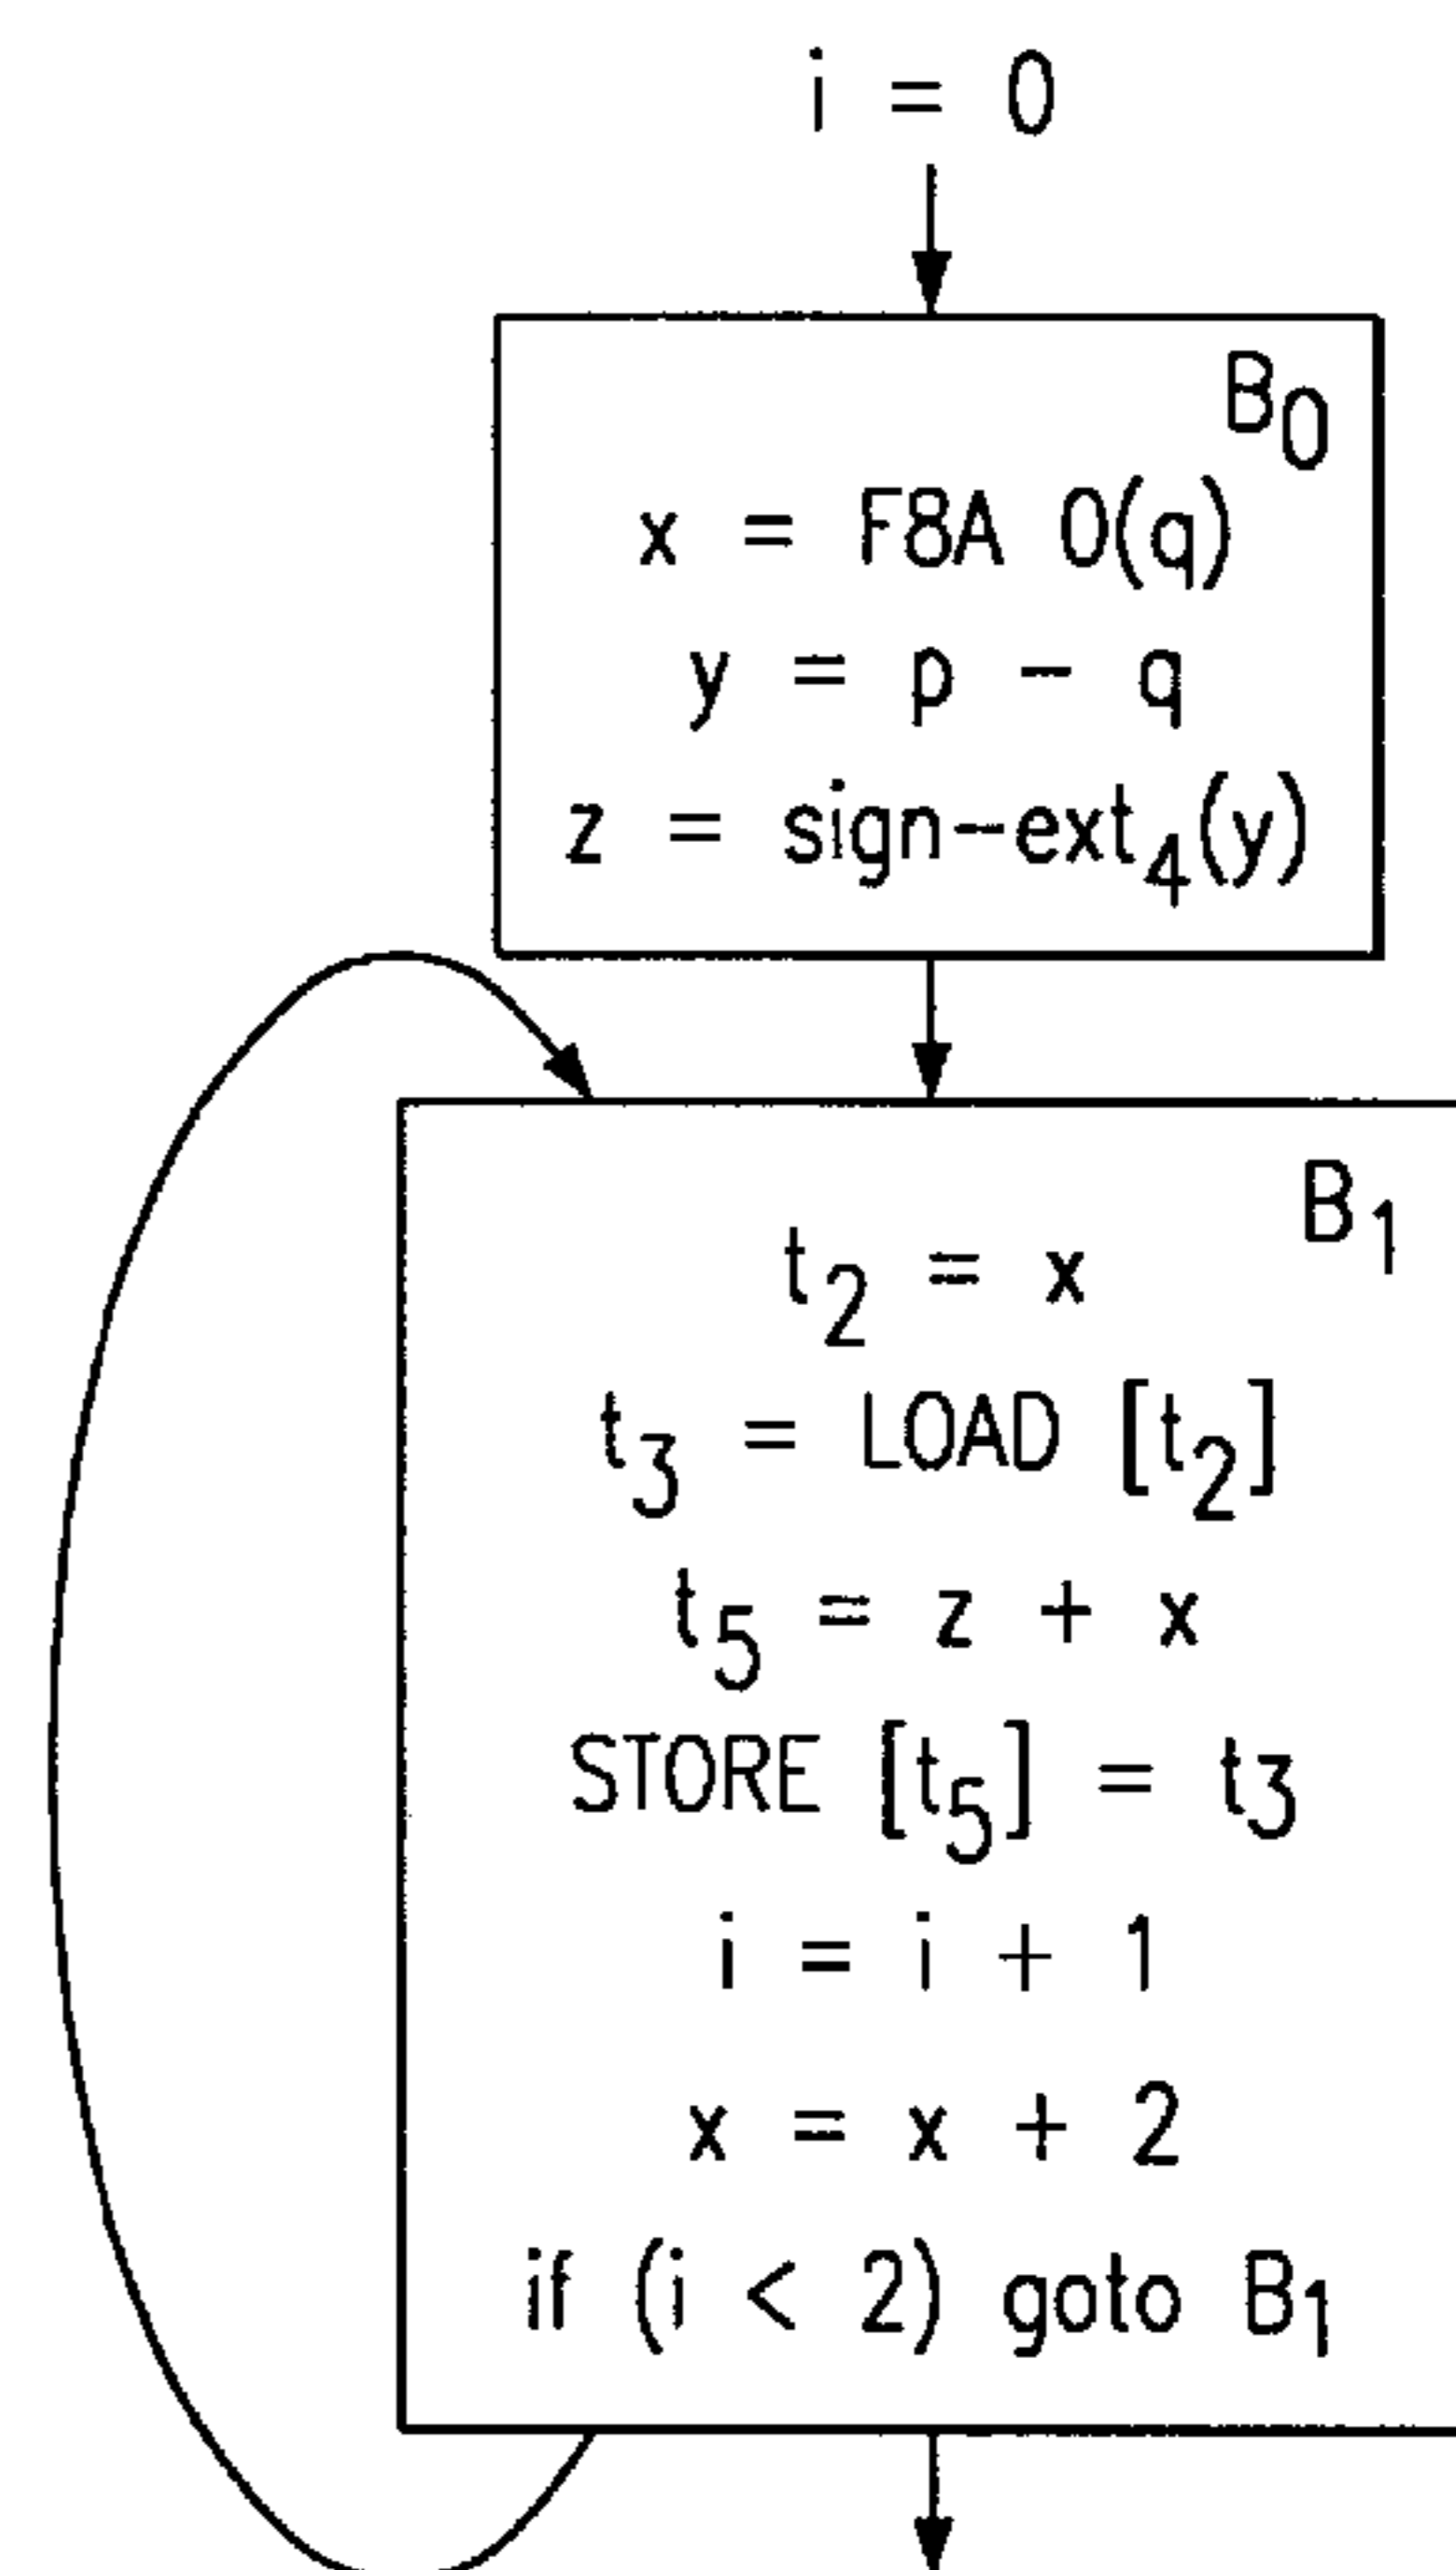 i = 0
B0
x = F8A 0(q)
y = p - q
z = sign-ext4(y)
B1
t2 = x
t3 = LOAD [t2]
t5 = z + x
STORE [t5] = t3
i = i + 1
x = x + 2
if (i < 2) goto B1